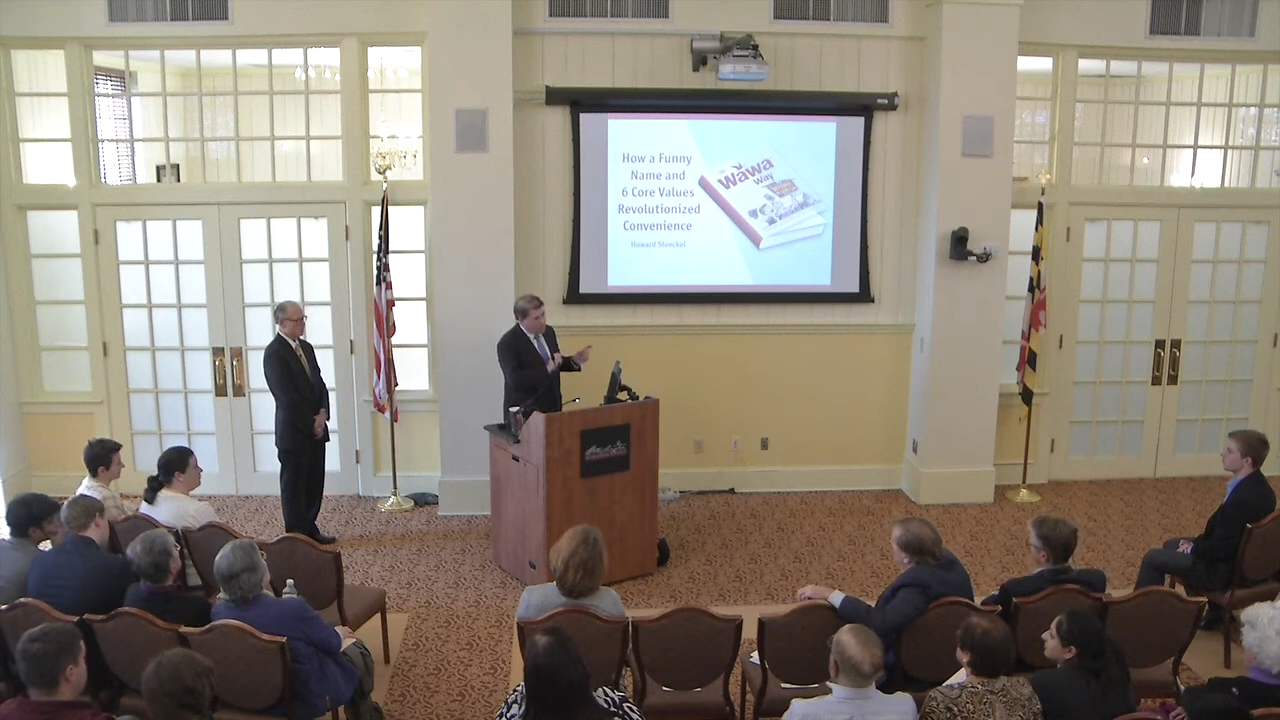 How a Funny
Name and
6 Core Values
Revolutionized
Convenience
Howard Stoeckel
Wawa
Way